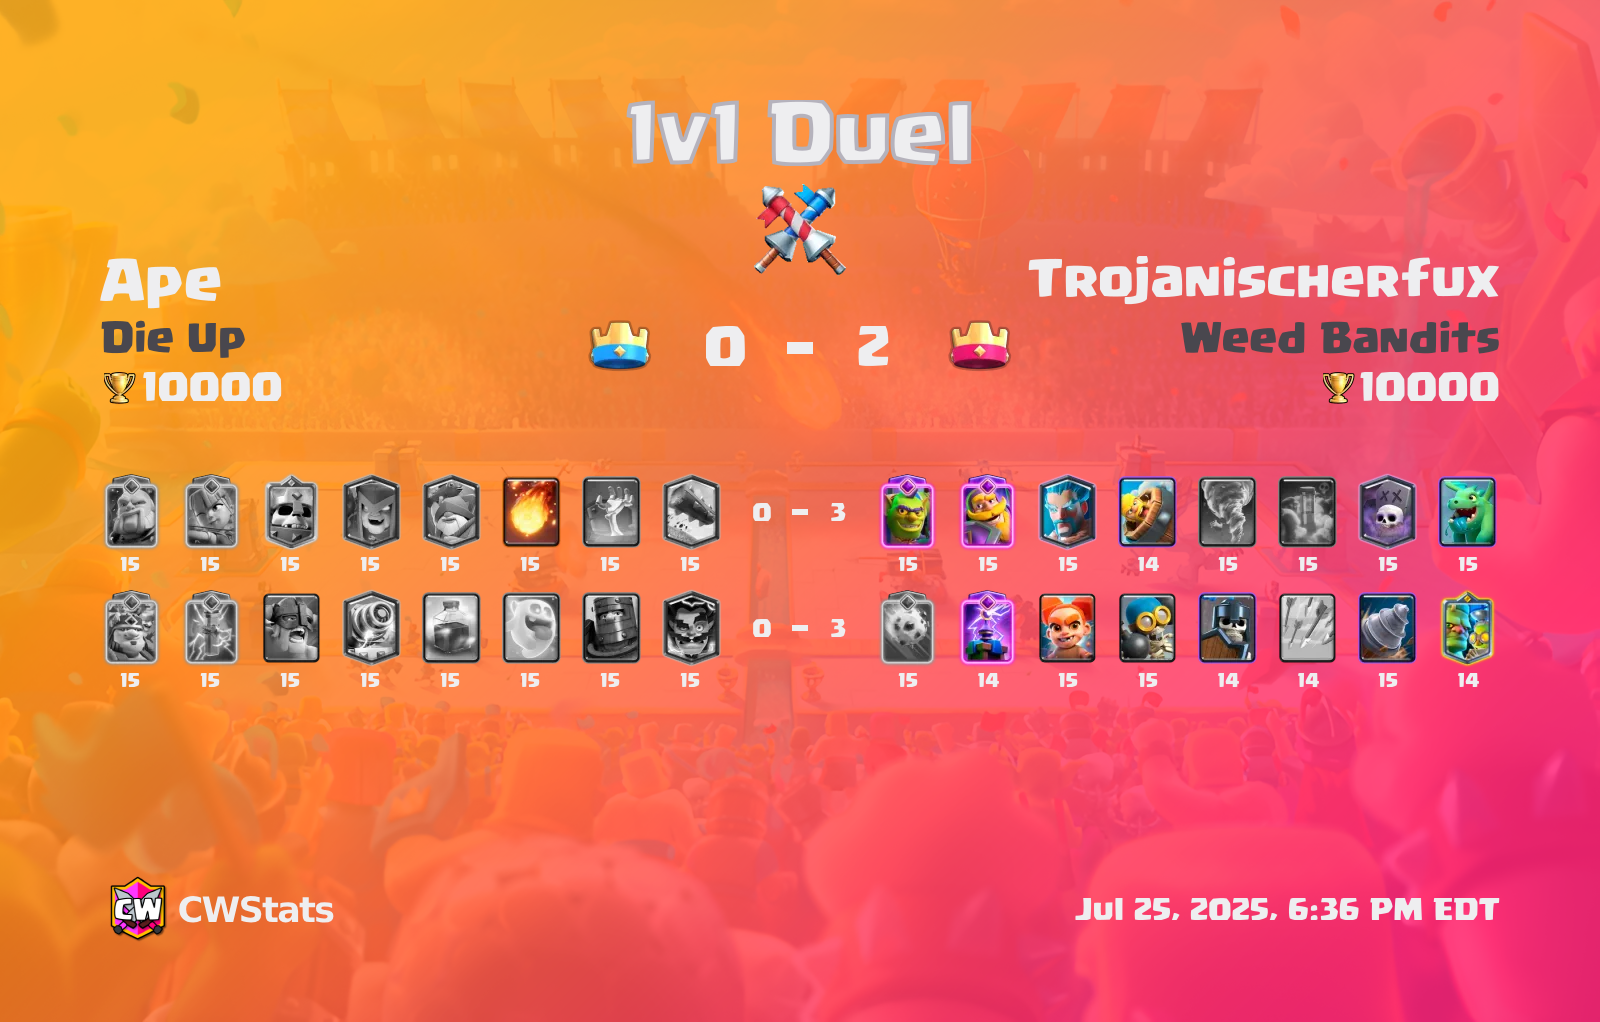 1v1 Duel
Ape
Die Up
10000
0 - 2
Trojanischerfux
Weed Bandits
10000
0 - 3
15 15 15 15 15 15 15 15
15 15 15 14 15 15 15 15
0 - 3
15 15 15 15 15 15 15 15
15 14 15 15 14 14 15 14
CW CWStats
Jul 25, 2025, 6:36 PM EDT